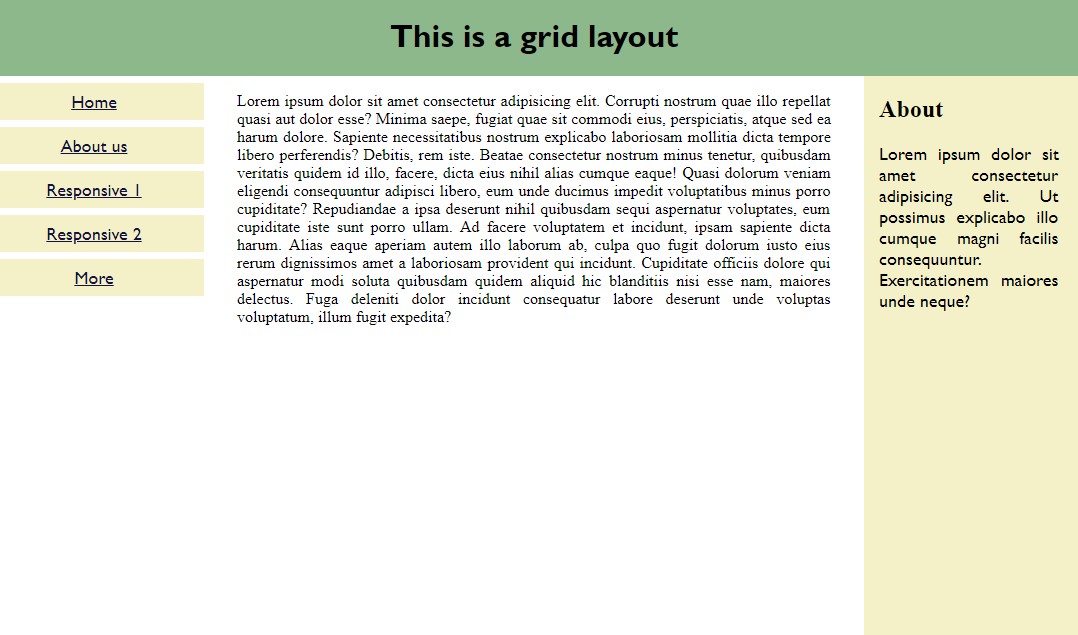 This is a grid layout
Home
About us
Responsive 1
Responsive 2
More
Lorem ipsum dolor sit amet consectetur adipisicing elit. Corrupti nostrum quae illo repellat
quasi aut dolor esse? Minima saepe, fugiat quae sit commodi eius, perspiciatis, atque sed ea
harum dolore. Sapiente necessitatibus nostrum explicabo laboriosam mollitia dicta tempore
libero perferendis? Debitis, rem iste. Beatae consectetur nostrum minus tenetur, quibusdam
veritatis quidem id illo, facere, dicta eius nihil alias cumque eaque! Quasi dolorum veniam
eligendi consequuntur adipisci libero, eum unde ducimus impedit voluptatibus minus porro
cupiditate? Repudiandae a ipsa deserunt nihil quibusdam sequi aspernatur voluptates, eum
cupiditate iste sunt porro ullam. Ad facere voluptatem et incidunt, ipsam sapiente dicta
harum. Alias eaque aperiam autem illo laborum ab, culpa quo fugit dolorum iusto eius
rerum dignissimos amet a laboriosam provident qui incidunt. Cupiditate officiis dolore qui
aspernatur modi soluta quibusdam quidem aliquid hic blanditiis nisi esse nam, maiores
delectus. Fuga deleniti dolor incidunt consequatur labore deserunt unde voluptas
voluptatum, illum fugit expedita?
About
Lorem ipsum dolor sit
amet consectetur
adipisicing elit. Ut
possimus explicabo illo
cumque magni facilis
consequuntur.
Exercitationem maiores
unde neque?